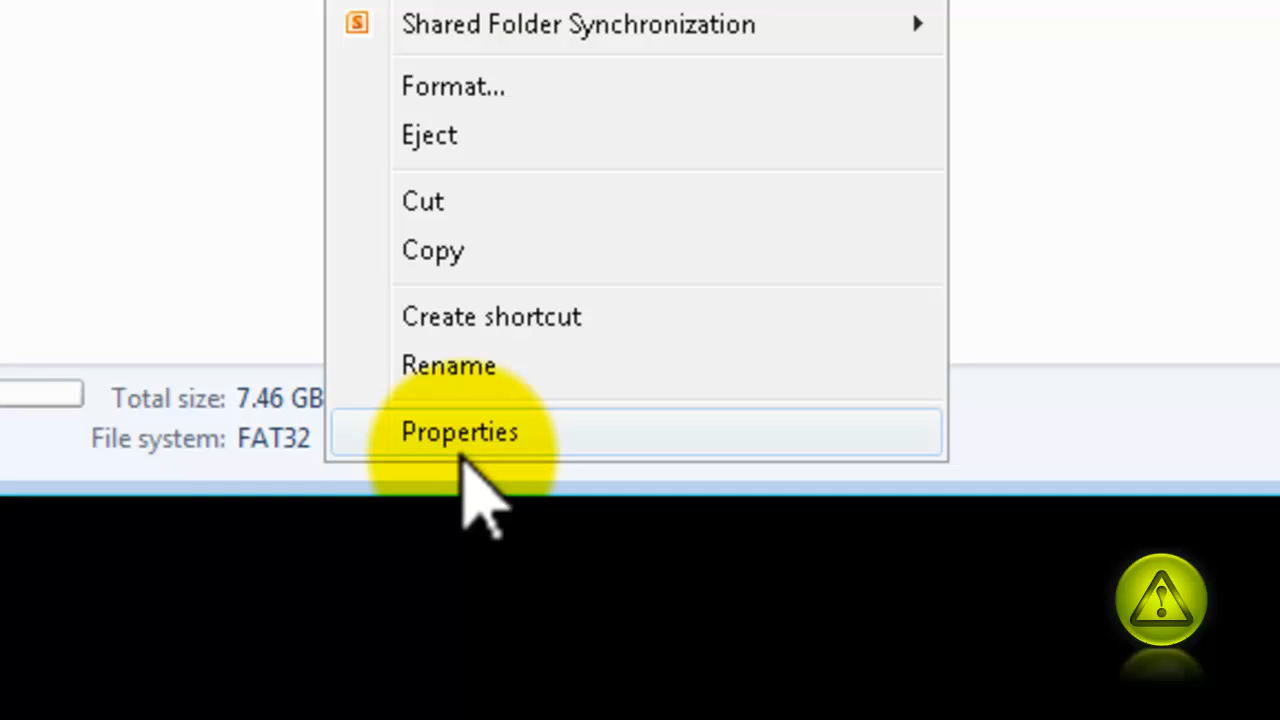 Shared Folder Synchronization
Format...
Eject
Cut
Copy
Create shortcut
Rename
Properties
Total size: 7.46 GB
File system: FAT32